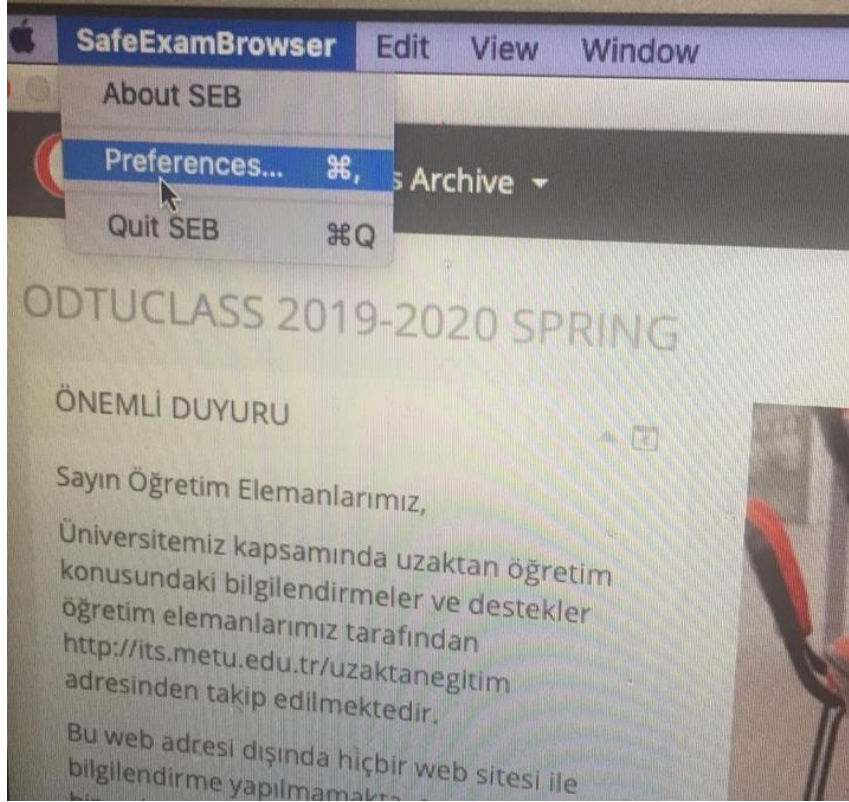 SafeExamBrowser Edit View Window
About SEB
Preferences... ⌘,
s Archive
Quit SEB ⌘Q
ODTUCLASS 2019-2020 SPRING
ÖNEMLİ DUYURU
Sayın Öğretim Elemanlarımız,
Üniversitemiz kapsamında uzaktan öğretim
konusundaki bilgilendirmeler ve destekler
öğretim elemanlarımız tarafından
http://its.metu.edu.tr/uzaktanegitim
adresinden takip edilmektedir.
Bu web adresi dışında hiçbir web sitesi ile
bilgilendirme yapılmamakta